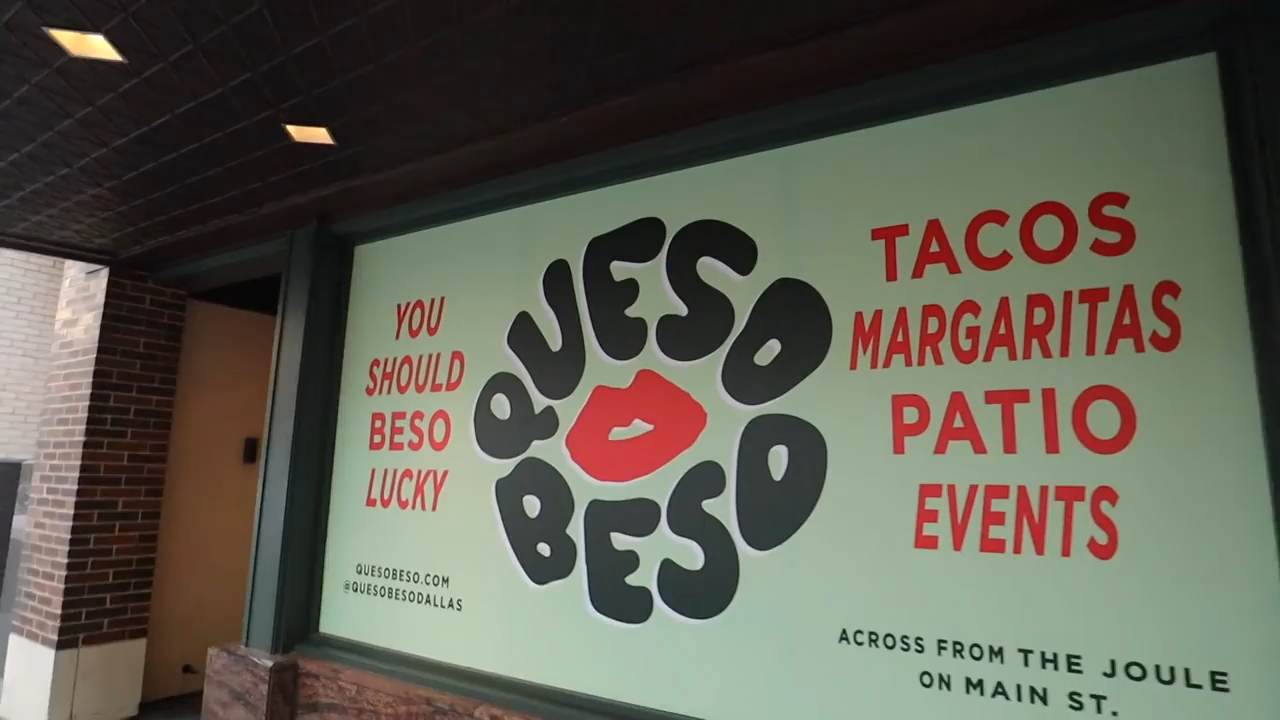 YOU
SHOULD
BESO
LUCKY
QUESOBESO.COM
@QUESOBESODALLAS
QUESO
BESO
TACOS
MARGARITAS
PATIO
EVENTS
ACROSS FROM THE JOULE
ON MAIN ST.